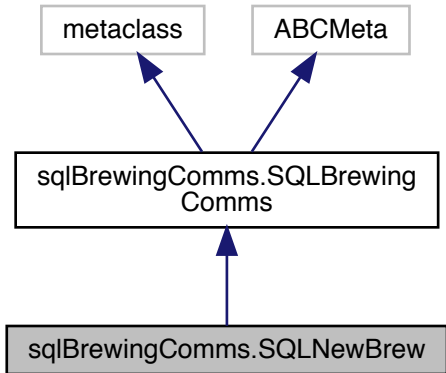 metaclass
ABCMeta
sqlBrewingComms.SQLBrewing
Comms
sqlBrewingComms.SQLNewBrew